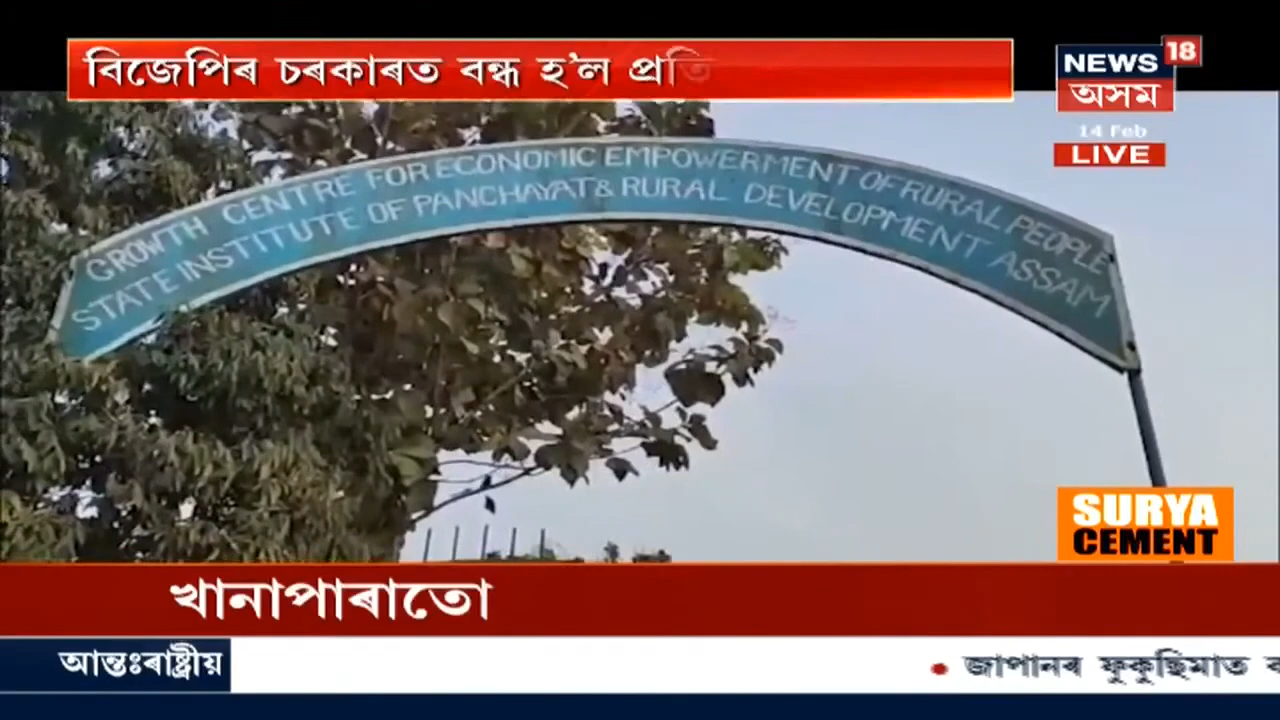 বিজেপিৰ চৰকাৰত বন্ধ হ'ল
NEWS 18
অসম
14 Feb
LIVE
GROWTH CENTRE FOR ECONOMIC EMPOWERMENT OF RURAL PEOPLE
STATE INSTITUTE OF PANCHAYAT & RURAL DEVELOPMENT ASSAM
SURYA
CEMENT
খানাপাৰাতো
আন্তঃৰাষ্ট্ৰীয়
• জাপানৰ ফুকুছিমাত